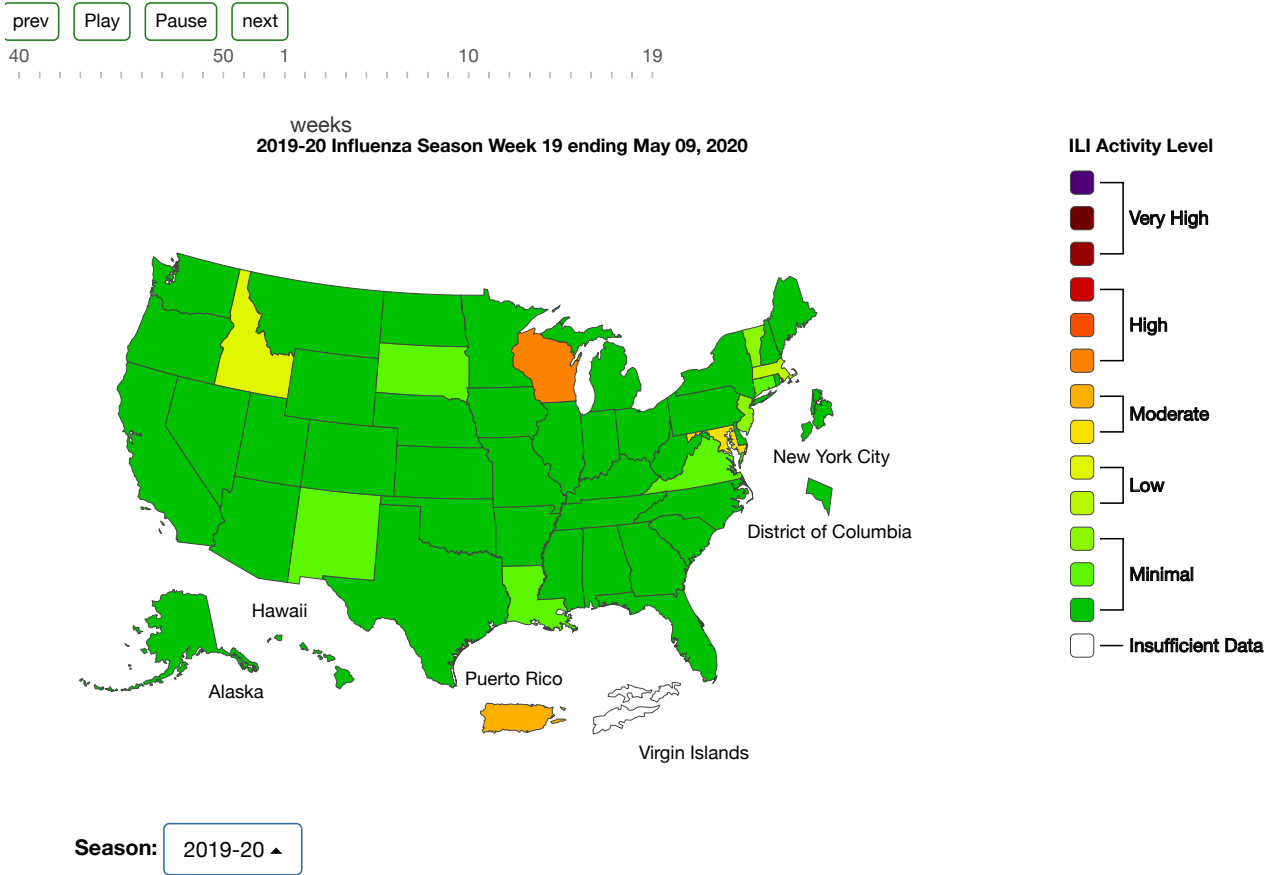 prev Play Pause next
40 50 1 10 19
weeks
2019-20 Influenza Season Week 19 ending May 09, 2020
ILI Activity Level
Very High
High
Moderate
Low
Minimal
Insufficient Data
New York City
District of Columbia
Hawaii
Alaska
Puerto Rico
Virgin Islands
Season: 2019-20